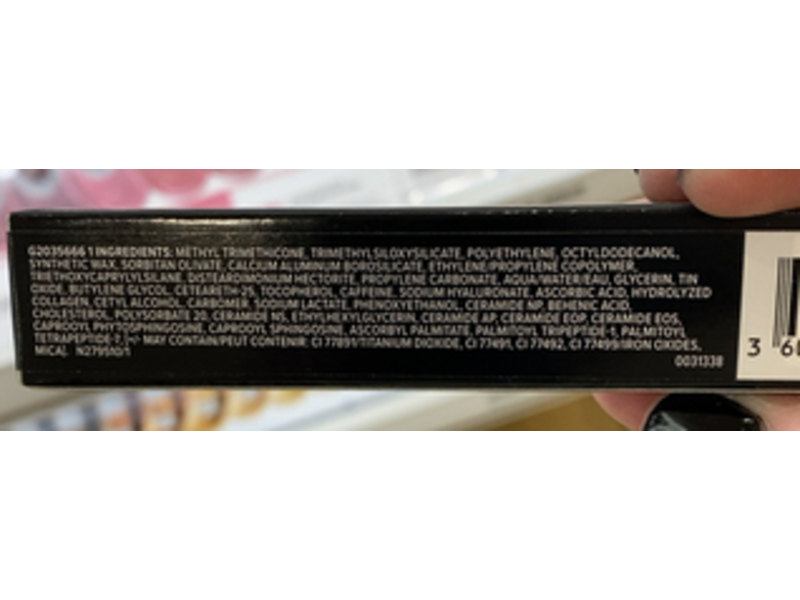 G2035666 1 INGREDIENTS: METHYL TRIMETHICONE, TRIMETHYLSILOXYSILICATE, POLYETHYLENE, OCTYLDODECANOL,
SYNTHETIC WAX, SORBITAN OLIVATE, CALCIUM ALUMINUM BOROSILICATE, ETHYLENE/PROPYLENE COPOLYMER,
TRIETHOXYCAPRYLYLSILANE, DISTEARDIMONIUM HECTORITE, PROPYLENE CARBONATE, AQUA/WATER/EAU, GLYCERIN, TIN
OXIDE, BUTYLENE GLYCOL, CETEARETH-25, TOCOPHEROL, CAFFEINE, SODIUM HYALURONATE, ASCORBIC ACID, HYDROLYZED
COLLAGEN, CETYL ALCOHOL, CARBOMER, SODIUM LACTATE, PHENOXYETHANOL, CERAMIDE NP, BEHENIC ACID,
CHOLESTEROL, POLYSORBATE 20, CERAMIDE NS, ETHYLHEXYLGLYCERIN, CERAMIDE AP, CERAMIDE EOP, CERAMIDE EOS,
CAPROOYL PHYTOSPHINGOSINE, CAPROOYL SPHINGOSINE, ASCORBYL PALMITATE, PALMITOYL TRIPEPTIDE-1, PALMITOYL
TETRAPEPTIDE-7, [+/- MAY CONTAIN/PEUT CONTENIR: CI 77891/TITANIUM DIOXIDE, CI 77491, CI 77492, CI 77499/IRON OXIDES,
MICA]. N279510/1
0031338
3 6